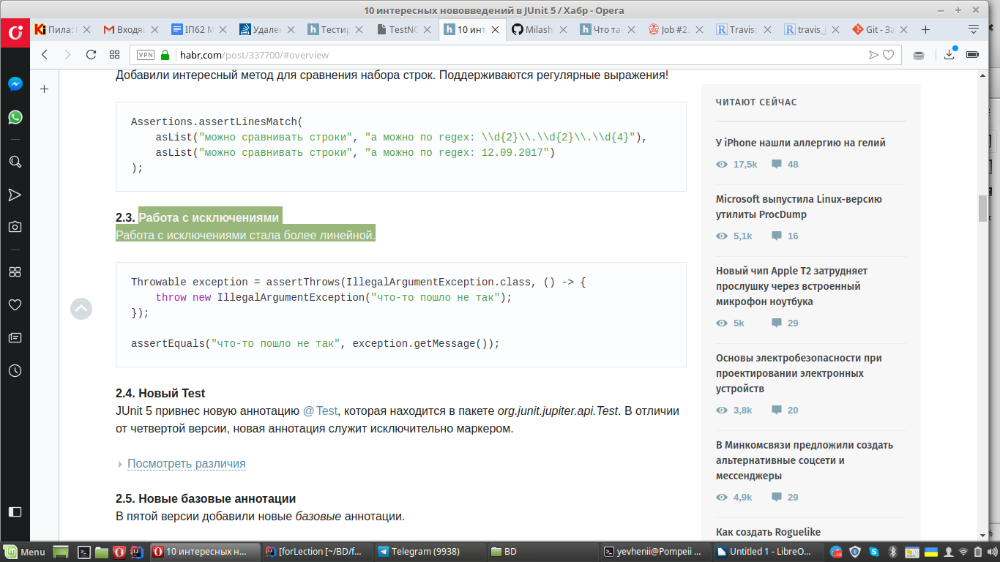 10 интересных нововведений в JUnit 5 / Хабр - Opera
Пила:
Входящ
ІП62 М
Удален
Тестир
TestNG
10 инт
Milash
Что та
Job #2.
Travis:
travis_j
Git - За
VPN
habr.com/post/337700/#overview
Добавили интересный метод для сравнения набора строк. Поддерживаются регулярные выражения!
Assertions.assertLinesMatch(
asList("можно сравнивать строки", "а можно по regex: \\d{2}\\.\\d{2}\\.\\d{4}"),
asList("можно сравнивать строки", "а можно по regex: 12.09.2017")
);
2.3. Работа с исключениями
Работа с исключениями стала более линейной.
Throwable exception = assertThrows(IllegalArgumentException.class, () -> {
throw new IllegalArgumentException("что-то пошло не так");
});
assertEquals("что-то пошло не так", exception.getMessage());
2.4. Новый Test
JUnit 5 привнес новую аннотацию @Test, которая находится в пакете org.junit.jupiter.api.Test. В отличии
от четвертой версии, новая аннотация служит исключительно маркером.
Посмотреть различия
2.5. Новые базовые аннотации
В пятой версии добавили новые базовые аннотации.
ЧИТАЮТ СЕЙЧАС
У iPhone нашли аллергию на гелий
17,5k 48
Microsoft выпустила Linux-версию
утилиты ProcDump
5,1k 16
Новый чип Apple T2 затрудняет
прослушку через встроенный
микрофон ноутбука
5k 29
Основы электробезопасности при
проектировании электронных
устройств
3,8k 20
В Минкомсвязи предложили создать
альтернативные соцсети и
мессенджеры
4,9k 29
Как создать Roguelike
Menu
10 интересных н...
[forLection [~/BD/f...
Telegram (9938)
BD
yevhenii@Pompeii ...
Untitled 1 - LibreO...